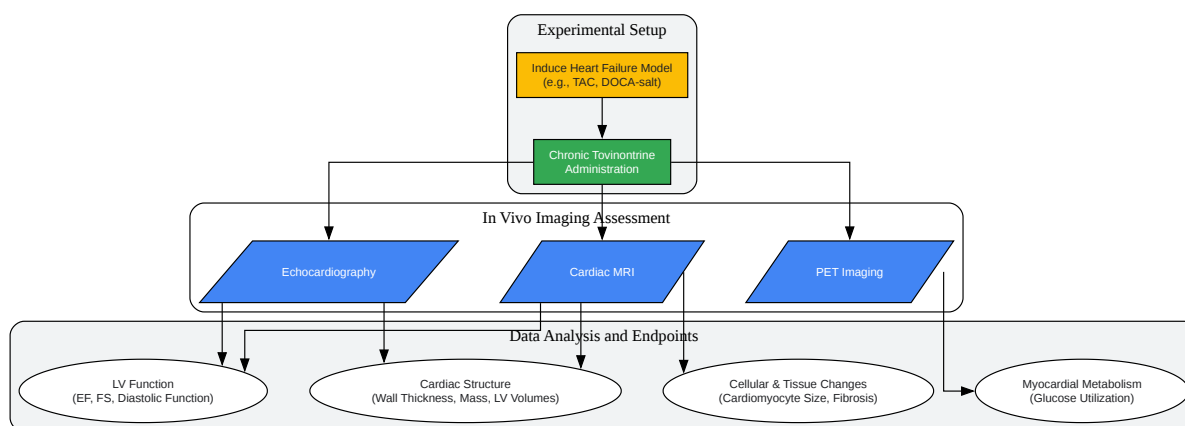 Experimental Setup
Induce Heart Failure Model
(e.g., TAC, DOCA-salt)
Chronic Tovinontrine
Administration
In Vivo Imaging Assessment
Echocardiography
Cardiac MRI
PET Imaging
Data Analysis and Endpoints
LV Function
(EF, FS, Diastolic Function)
Cardiac Structure
(Wall Thickness, Mass, LV Volumes)
Cellular & Tissue Changes
(Cardiomyocyte Size, Fibrosis)
Myocardial Metabolism
(Glucose Utilization)